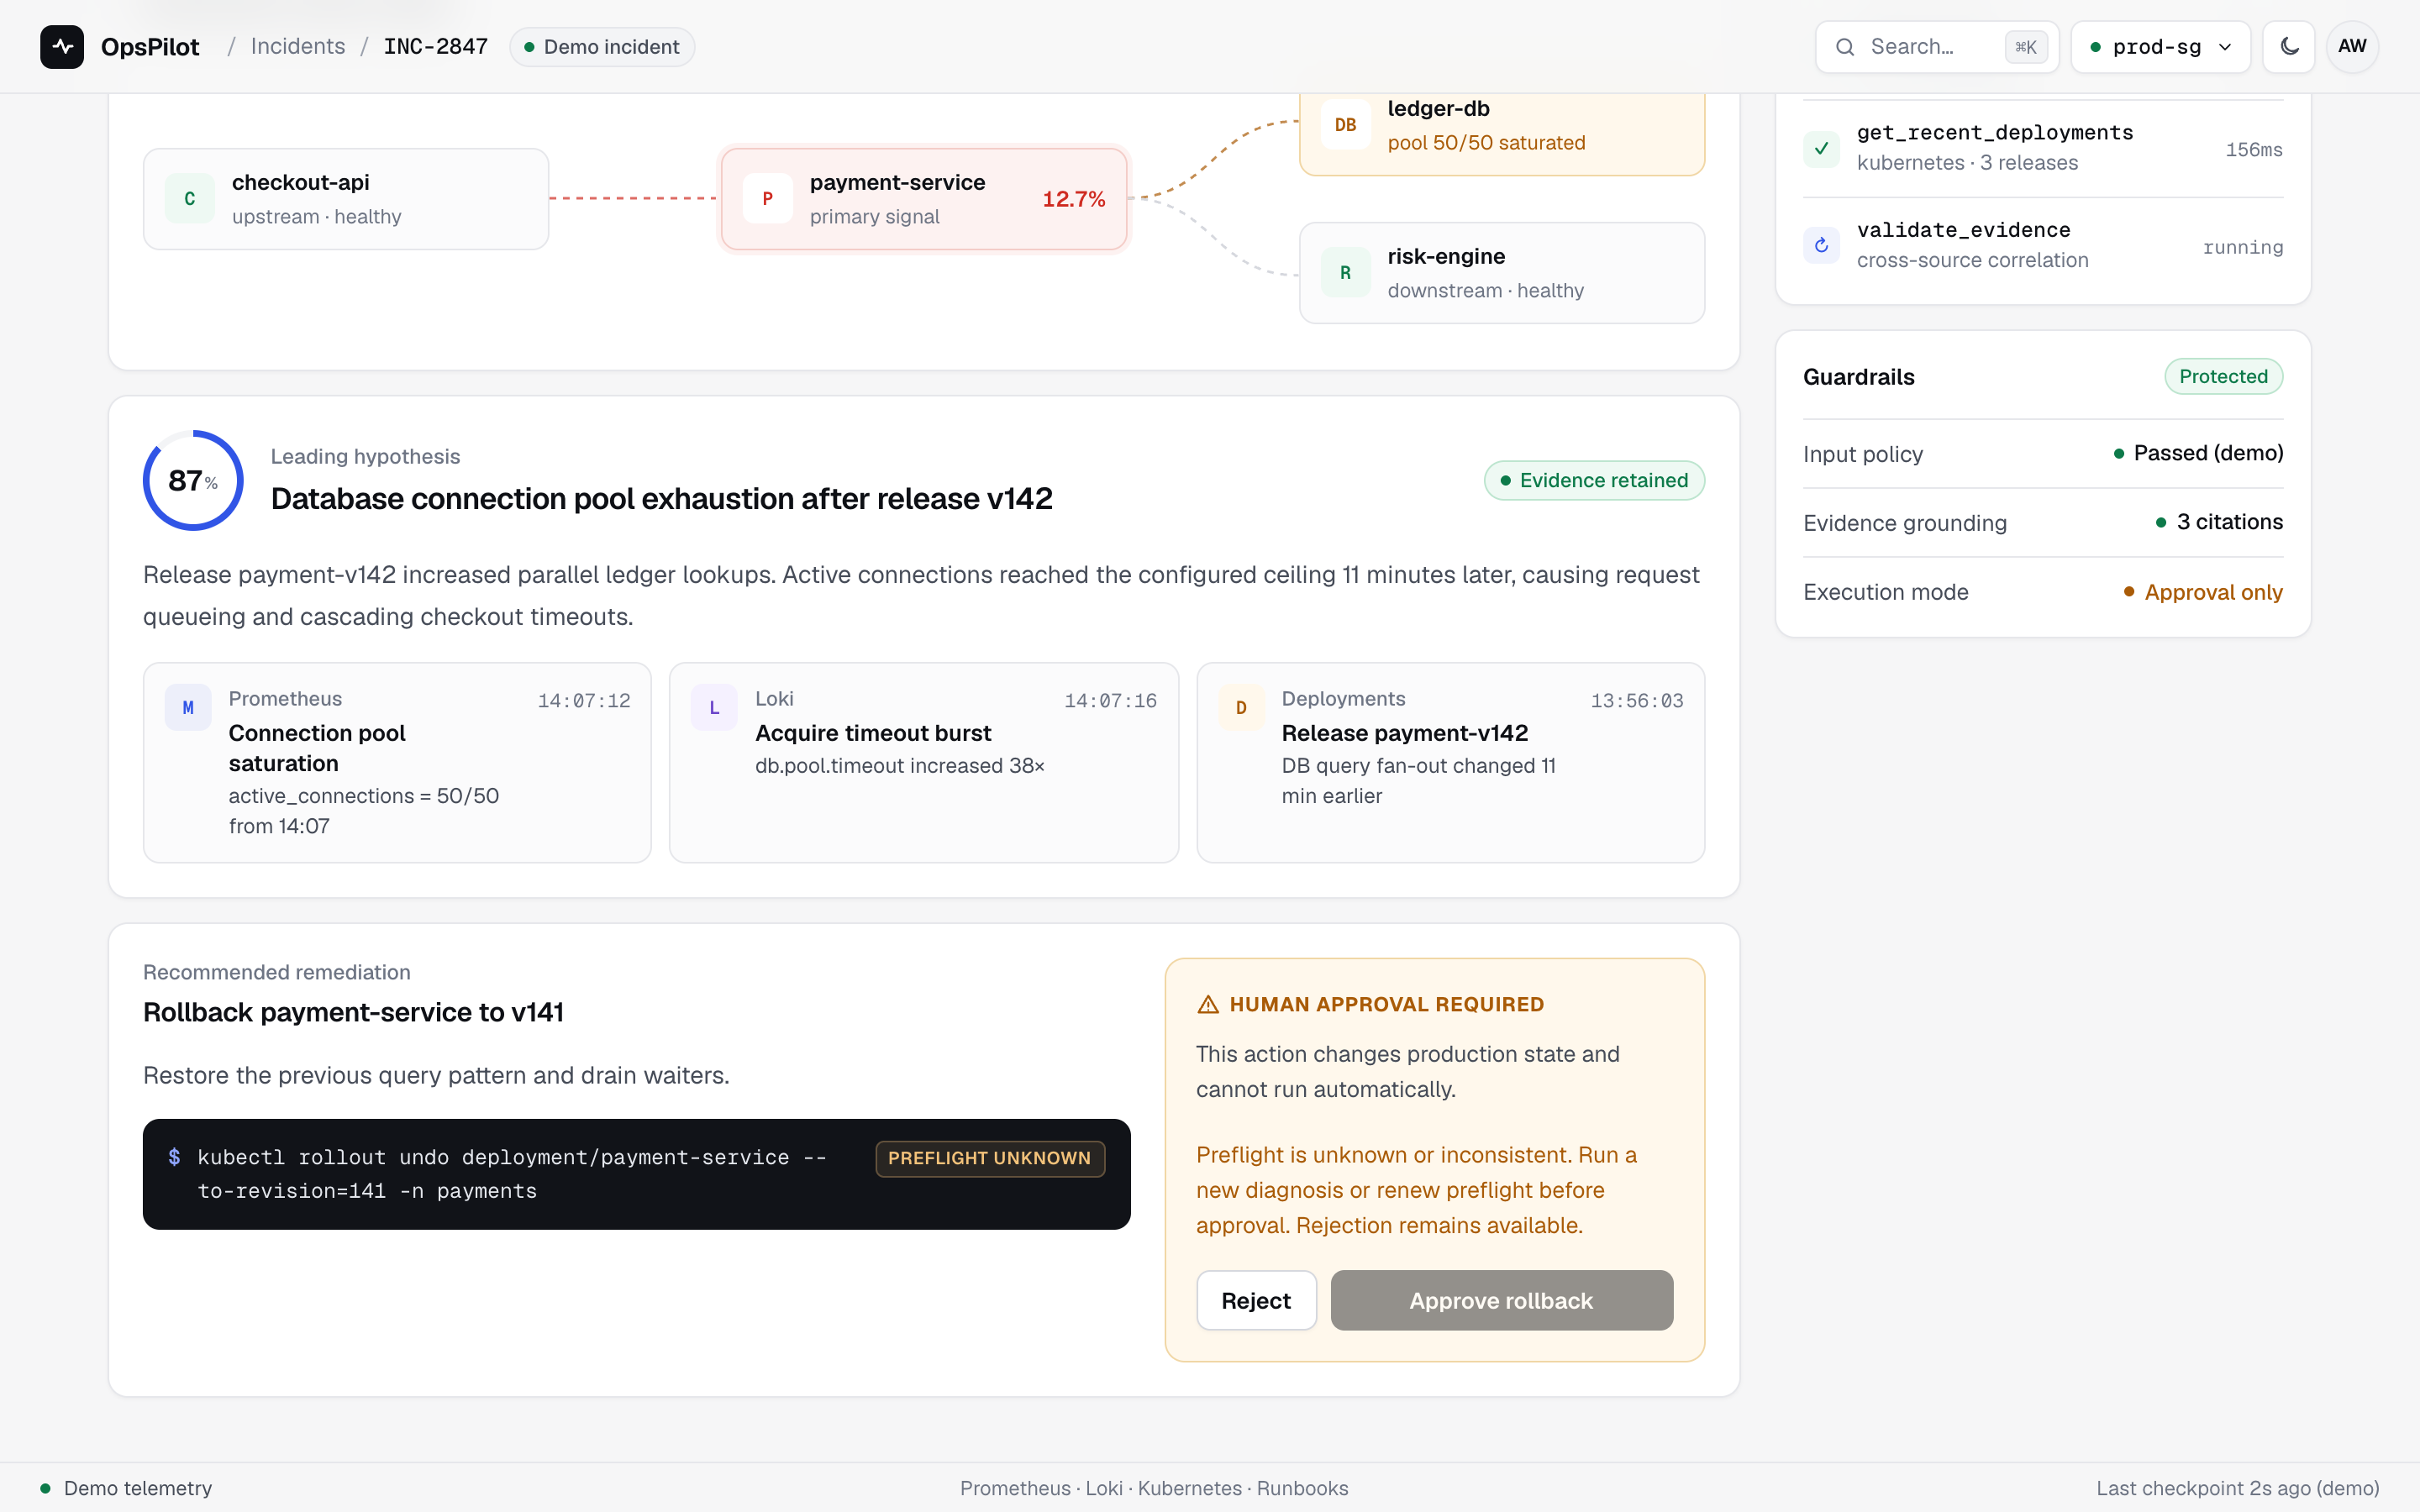 OpsPilot / Incidents / INC-2847 Demo incident
Search... ⌘K prod-sg AW
C checkout-api
upstream · healthy
P payment-service 12.7%
primary signal
DB ledger-db
pool 50/50 saturated
R risk-engine
downstream · healthy
get_recent_deployments 156ms
kubernetes · 3 releases
validate_evidence running
cross-source correlation
Guardrails Protected
Input policy Passed (demo)
Evidence grounding 3 citations
Execution mode Approval only
87% Leading hypothesis
Database connection pool exhaustion after release v142
Evidence retained
Release payment-v142 increased parallel ledger lookups. Active connections reached the configured ceiling 11 minutes later, causing request
queueing and cascading checkout timeouts.
M Prometheus 14:07:12
Connection pool
saturation
active_connections = 50/50
from 14:07
L Loki 14:07:16
Acquire timeout burst
db.pool.timeout increased 38×
D Deployments 13:56:03
Release payment-v142
DB query fan-out changed 11
min earlier
Recommended remediation
Rollback payment-service to v141
Restore the previous query pattern and drain waiters.
$ kubectl rollout undo deployment/payment-service --
to-revision=141 -n payments
PREFLIGHT UNKNOWN
HUMAN APPROVAL REQUIRED
This action changes production state and
cannot run automatically.
Preflight is unknown or inconsistent. Run a
new diagnosis or renew preflight before
approval. Rejection remains available.
Reject Approve rollback
Demo telemetry
Prometheus · Loki · Kubernetes · Runbooks
Last checkpoint 2s ago (demo)